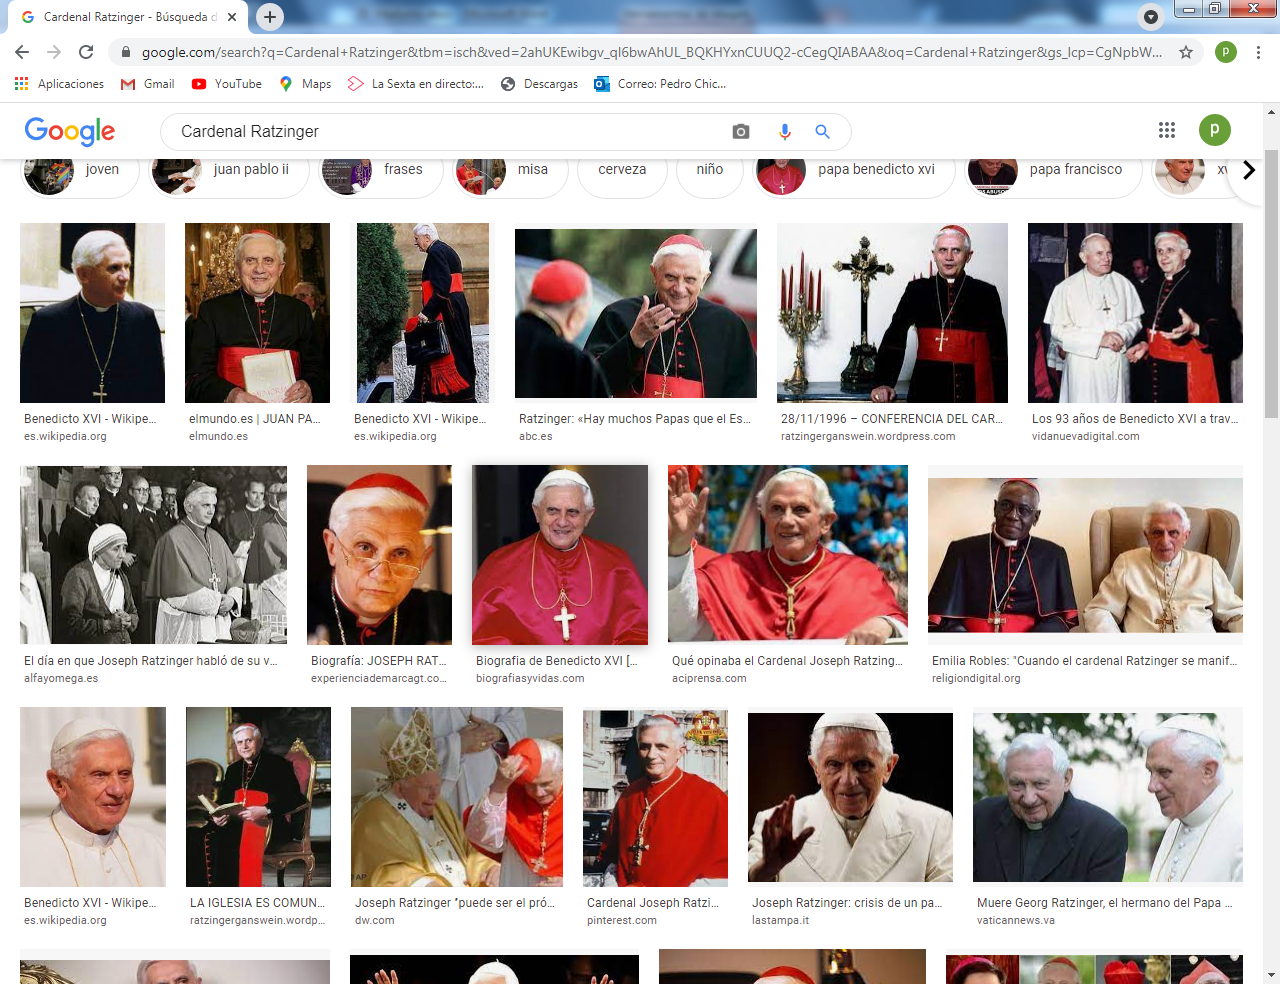 Cardenal Ratzinger - Búsqueda d
google.com/search?q=Cardenal+Ratzinger&tbm=isch&ved=2ahUKEwibgv_ql6bwAhUL_BQKHYxnCUUQ2-cCegQIABAA&oq=Cardenal+Ratzinger&gs_lcp=CgNpbW...
p
Aplicaciones Gmail YouTube Maps La Sexta en directo:... Descargas Correo: Pedro Chic...
Google Cardenal Ratzinger p
joven juan pablo ii frases misa cerveza niño papa benedicto xvi papa francisco
Benedicto XVI - Wikipe... elmundo.es | JUAN PA... Benedicto XVI - Wikipe... Ratzinger: «Hay muchos Papas que el Es... 28/11/1996 – CONFERENCIA DEL CAR... Los 93 años de Benedicto XVI a trav...
es.wikipedia.org elmundo.es es.wikipedia.org abc.es ratzingerganswein.wordpress.com vidanuevadigital.com
El día en que Joseph Ratzinger habló de su v... Biografía: JOSEPH RAT... Biografia de Benedicto XVI [... Qué opinaba el Cardenal Joseph Ratzing... Emilia Robles: "Cuando el cardenal Ratzinger se manif...
alfayomega.es experienciademarcagt.co... biografiasyvidas.com aciprensa.com religiondigital.org
AP
Benedicto XVI - Wikipe... LA IGLESIA ES COMUN... Joseph Ratzinger "puede ser el pró... Cardenal Joseph Ratzi... Joseph Ratzinger: crisis de un pa... Muere Georg Ratzinger, el hermano del Papa ...
es.wikipedia.org ratzingerganswein.wordp... dw.com pinterest.com lastampa.it vaticannews.va